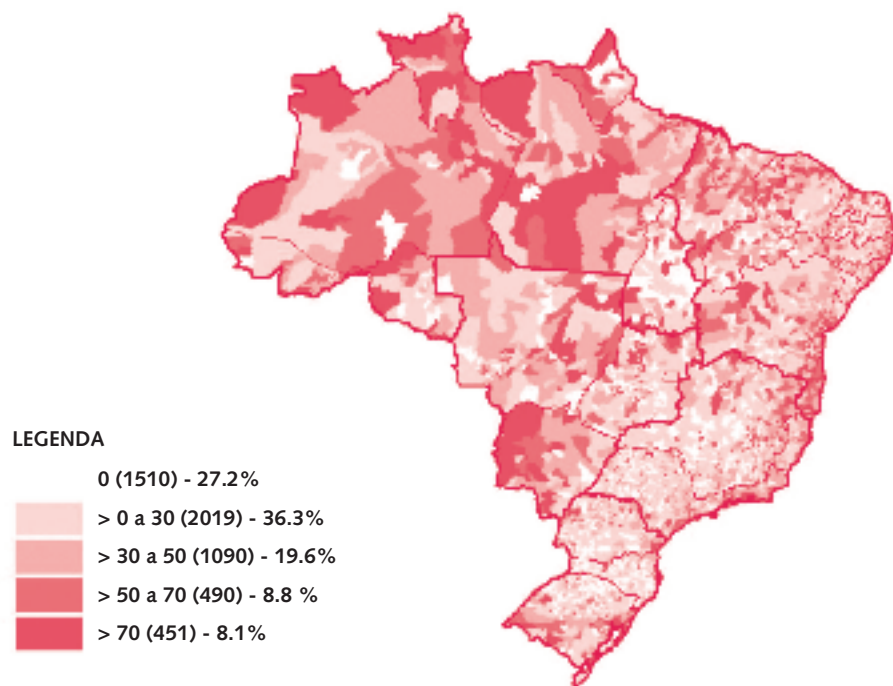 LEGENDA
0 (1510) - 27.2%
> 0 a 30 (2019) - 36.3%
> 30 a 50 (1090) - 19.6%
> 50 a 70 (490) - 8.8 %
> 70 (451) - 8.1%